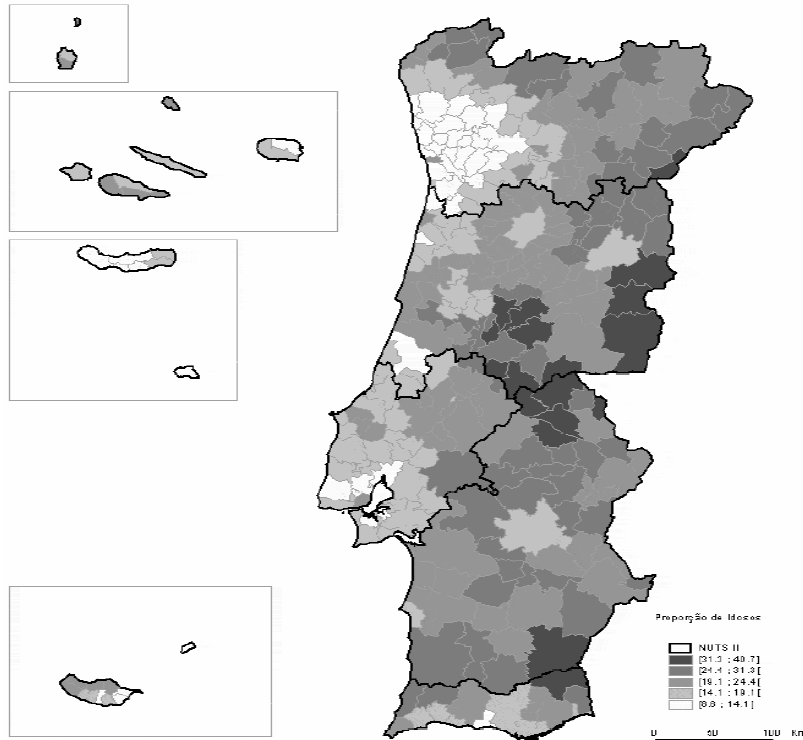 Proporção de Idosos
NUTS II
[31.3 ; 40.7[
[24.4 ; 31.3[
[19.1 ; 24.4[
[14.1 ; 19.1[
[8.8 ; 14.1[
0 100 Km